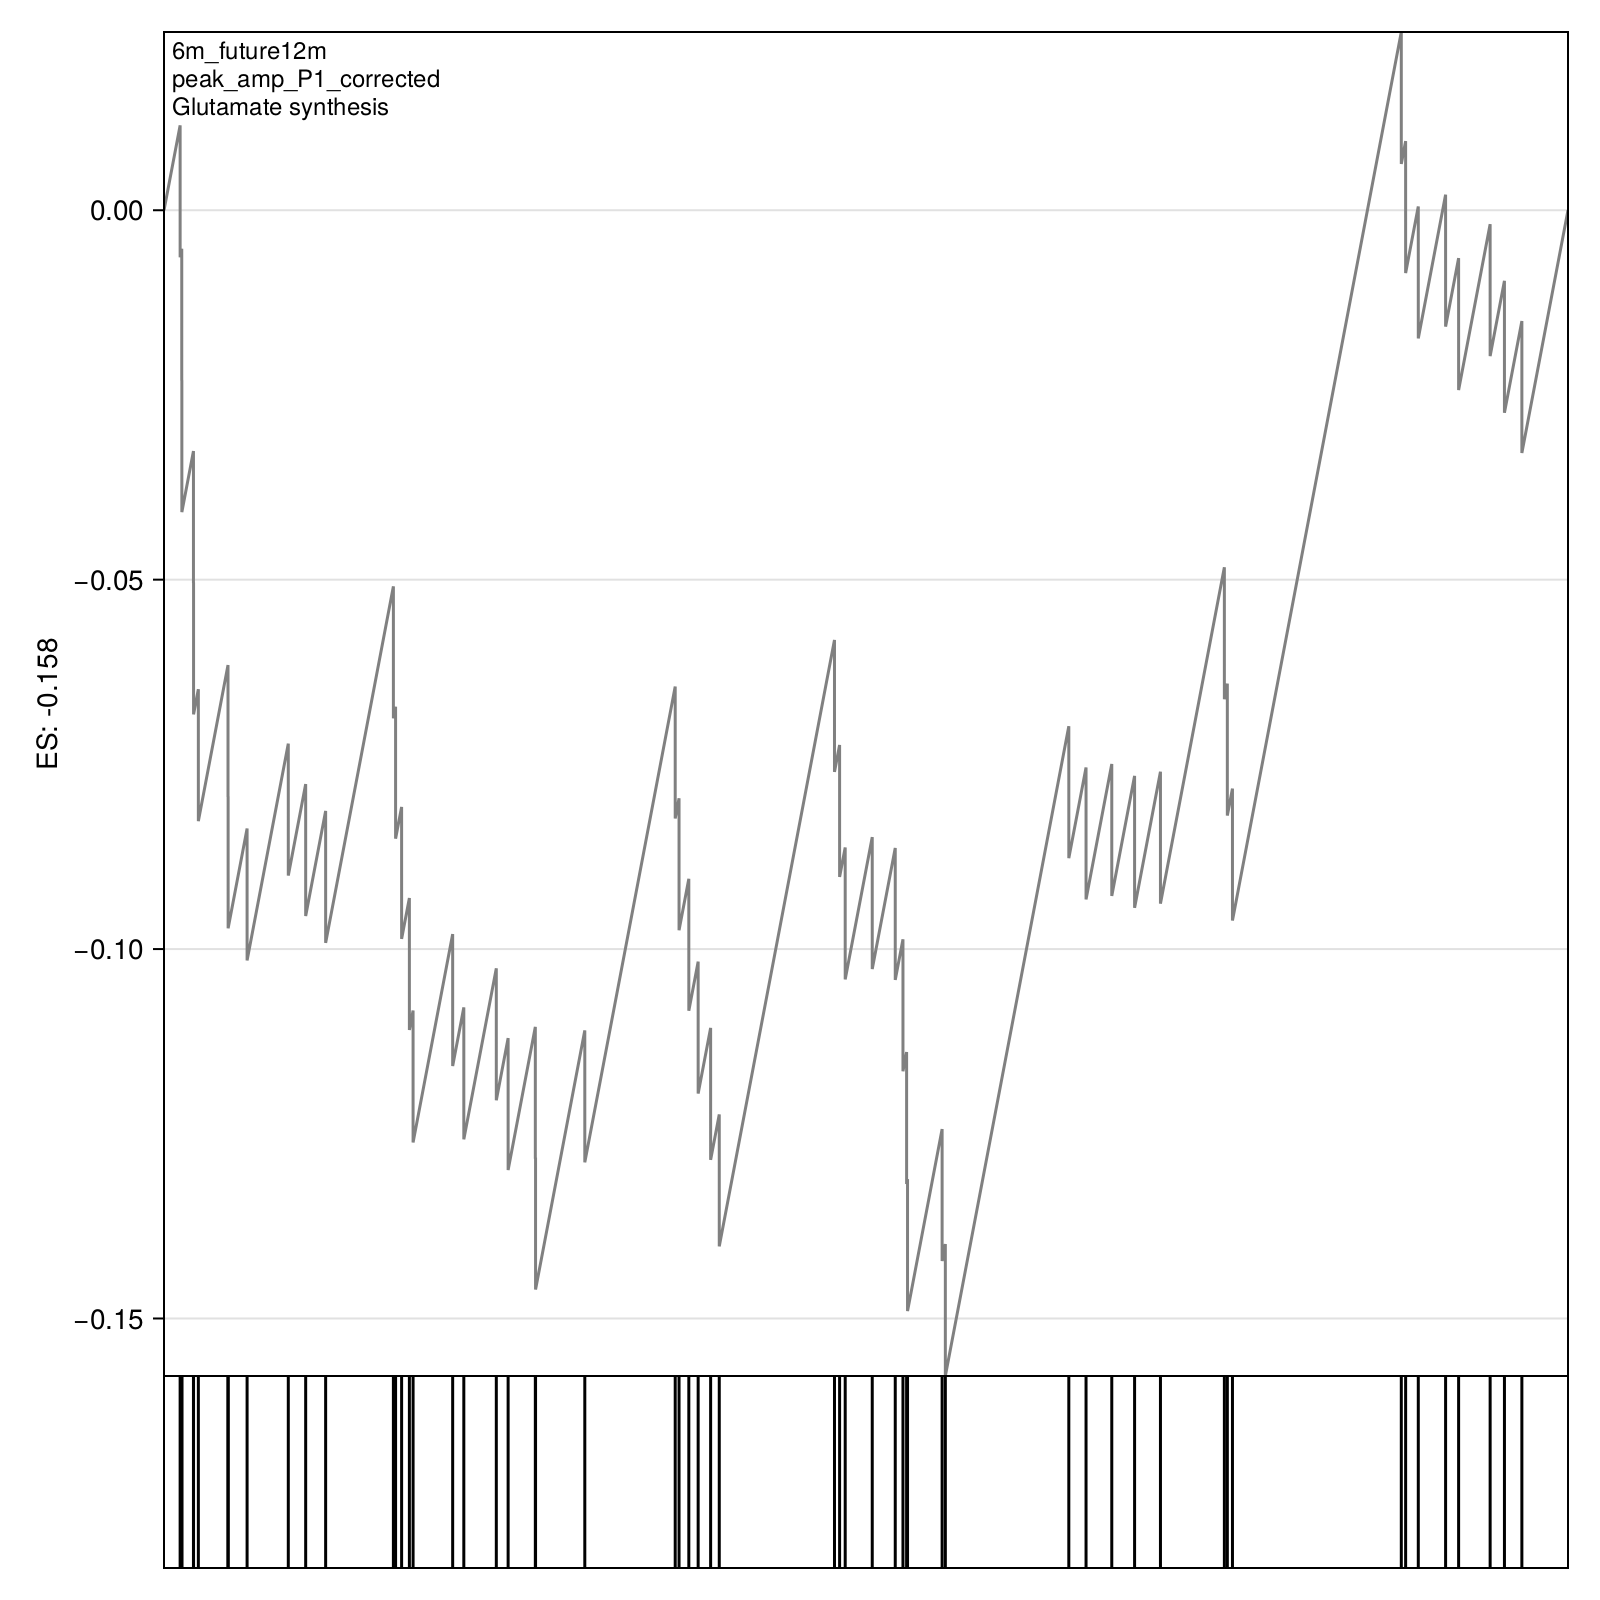 6m_future12m
peak_amp_P1_corrected
Glutamate synthesis
0.00
−0.05
−0.10
−0.15
ES: -0.158